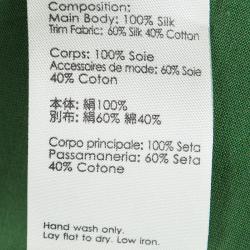 Composition:
Main Body: 100% Silk
Trim Fabric: 60% Silk 40% Cotton
Corps: 100% Soie
Accessoires de mode: 60% Soie
40% Coton
本体: 絹100%
別布: 絹60% 綿40%
Corpo principale: 100% Seta
Passamaneria: 60% Seta
40% Cotone
Hand wash only.
Lay flat to dry. Low iron.